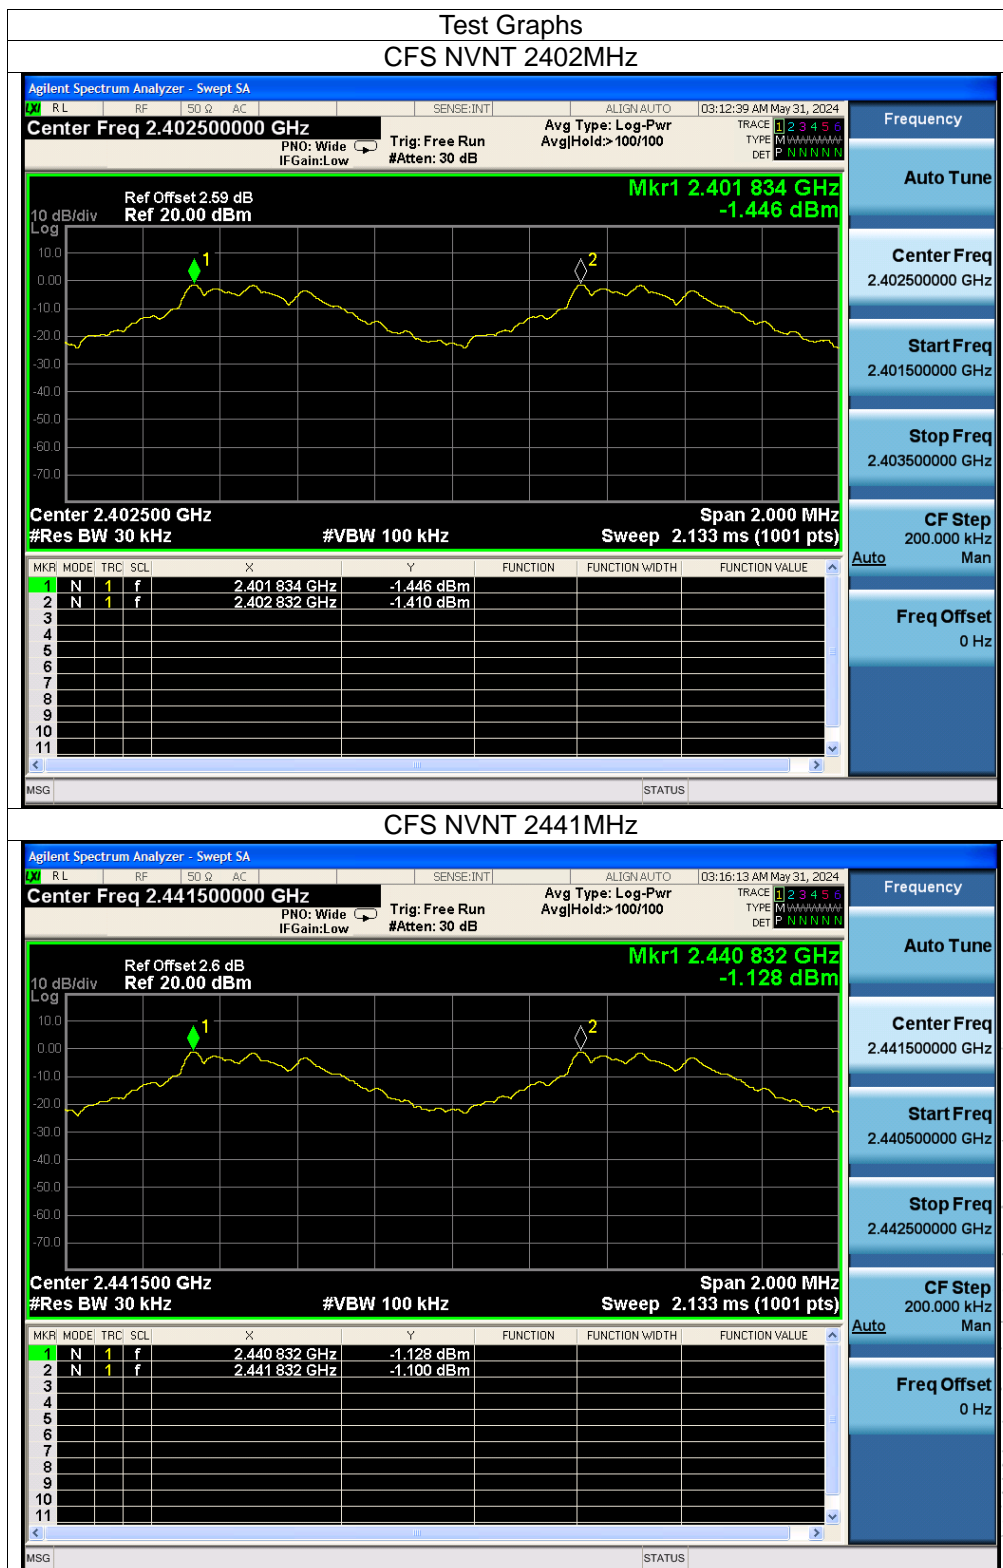 Test Graphs
CFS NVNT 2402MHz
Agilent Spectrum Analyzer - Swept SA
LXI RL RF 50 Ω AC SENSE:INT ALIGN AUTO 03:12:39 AM May 31, 2024
Center Freq 2.402500000 GHz Avg Type: Log-Pwr TRACE 1 2 3 4 5 6
PNO: Wide Trig: Free Run Avg|Hold:>100/100 TYPE M
IFGain:Low #Atten: 30 dB DET P N N N N N
Frequency
Auto Tune
Mkr1 2.401 834 GHz
Ref Offset 2.59 dB
10 dB/div Ref 20.00 dBm -1.446 dBm
Log
10.0
0.00
-10.0
-20.0
-30.0
-40.0
-50.0
-60.0
-70.0
1
2
Center Freq
2.402500000 GHz
Start Freq
2.401500000 GHz
Stop Freq
2.403500000 GHz
CF Step
200.000 kHz
Auto Man
Freq Offset
0 Hz
Center 2.402500 GHz Span 2.000 MHz
#Res BW 30 kHz #VBW 100 kHz Sweep 2.133 ms (1001 pts)
MKR MODE TRC SCL X Y FUNCTION FUNCTION WIDTH FUNCTION VALUE
1 N 1 f 2.401 834 GHz -1.446 dBm
2 N 1 f 2.402 832 GHz -1.410 dBm
3
4
5
6
7
8
9
10
11
MSG STATUS
CFS NVNT 2441MHz
Agilent Spectrum Analyzer - Swept SA
LXI RL RF 50 Ω AC SENSE:INT ALIGN AUTO 03:16:13 AM May 31, 2024
Center Freq 2.441500000 GHz Avg Type: Log-Pwr TRACE 1 2 3 4 5 6
PNO: Wide Trig: Free Run Avg|Hold:>100/100 TYPE M
IFGain:Low #Atten: 30 dB DET P N N N N N
Frequency
Auto Tune
Mkr1 2.440 832 GHz
Ref Offset 2.6 dB
10 dB/div Ref 20.00 dBm -1.128 dBm
Log
10.0
0.00
-10.0
-20.0
-30.0
-40.0
-50.0
-60.0
-70.0
1
2
Center Freq
2.441500000 GHz
Start Freq
2.440500000 GHz
Stop Freq
2.442500000 GHz
CF Step
200.000 kHz
Auto Man
Freq Offset
0 Hz
Center 2.441500 GHz Span 2.000 MHz
#Res BW 30 kHz #VBW 100 kHz Sweep 2.133 ms (1001 pts)
MKR MODE TRC SCL X Y FUNCTION FUNCTION WIDTH FUNCTION VALUE
1 N 1 f 2.440 832 GHz -1.128 dBm
2 N 1 f 2.441 832 GHz -1.100 dBm
3
4
5
6
7
8
9
10
11
MSG STATUS